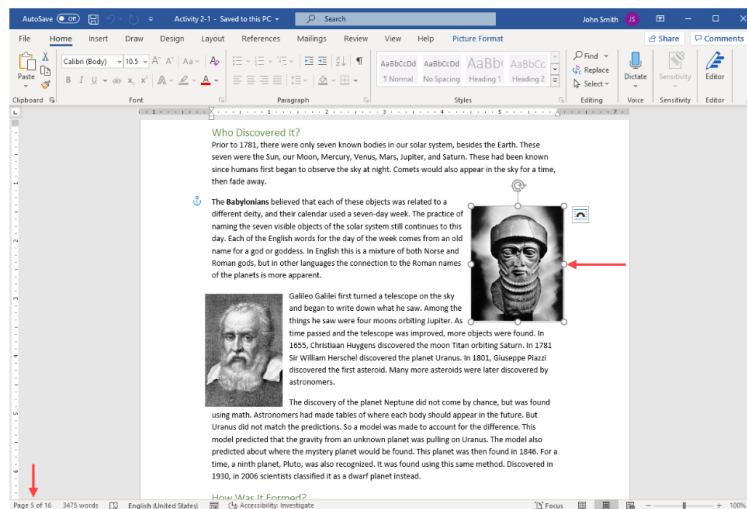 AutoSave Off Activity 2-1 - Saved to this PC Search John Smith JS
File Home Insert Draw Design Layout References Mailings Review View Help Picture Format Share Comments
Calibri (Body) 10.5 A A Aa A ¶ AaBbCcDd AaBbCcDd AaBbC AaBbCc Find
Paste B I U ab x x A A ¶ Normal No Spacing Heading 1 Heading 2 Replace Dictate Sensitivity Editor
Select
Clipboard Font Paragraph Styles Editing Voice Sensitivity Editor
Who Discovered It?
Prior to 1781, there were only seven known bodies in our solar system, besides the Earth. These
seven were the Sun, our Moon, Mercury, Venus, Mars, Jupiter, and Saturn. These had been known
since humans first began to observe the sky at night. Comets would also appear in the sky for a time,
then fade away.
The Babylonians believed that each of these objects was related to a
different deity, and their calendar used a seven-day week. The practice of
naming the seven visible objects of the solar system still continues to this
day. Each of the English words for the day of the week comes from an old
name for a god or goddess. In English this is a mixture of both Norse and
Roman gods, but in other languages the connection to the Roman names
of the planets is more apparent.
Galileo Galilei first turned a telescope on the sky
and began to write down what he saw. Among the
things he saw were four moons orbiting Jupiter. As
time passed and the telescope was improved, more objects were found. In
1655, Christiaan Huygens discovered the moon Titan orbiting Saturn. In 1781
Sir William Herschel discovered the planet Uranus. In 1801, Giuseppe Piazzi
discovered the first asteroid. Many more asteroids were later discovered by
astronomers.
The discovery of the planet Neptune did not come by chance, but was found
using math. Astronomers had made tables of where each body should appear in the future. But
Uranus did not match the predictions. So a model was made to account for the difference. This
model predicted that the gravity from an unknown planet was pulling on Uranus. The model also
predicted about where the mystery planet would be found. This planet was then found in 1846. For a
time, a ninth planet, Pluto, was also recognized. It was found using this same method. Discovered in
1930, in 2006 scientists classified it as a dwarf planet instead.
How Was It Formed?
Page 5 of 16 3475 words English (United States) Accessibility: Investigate Focus 100%